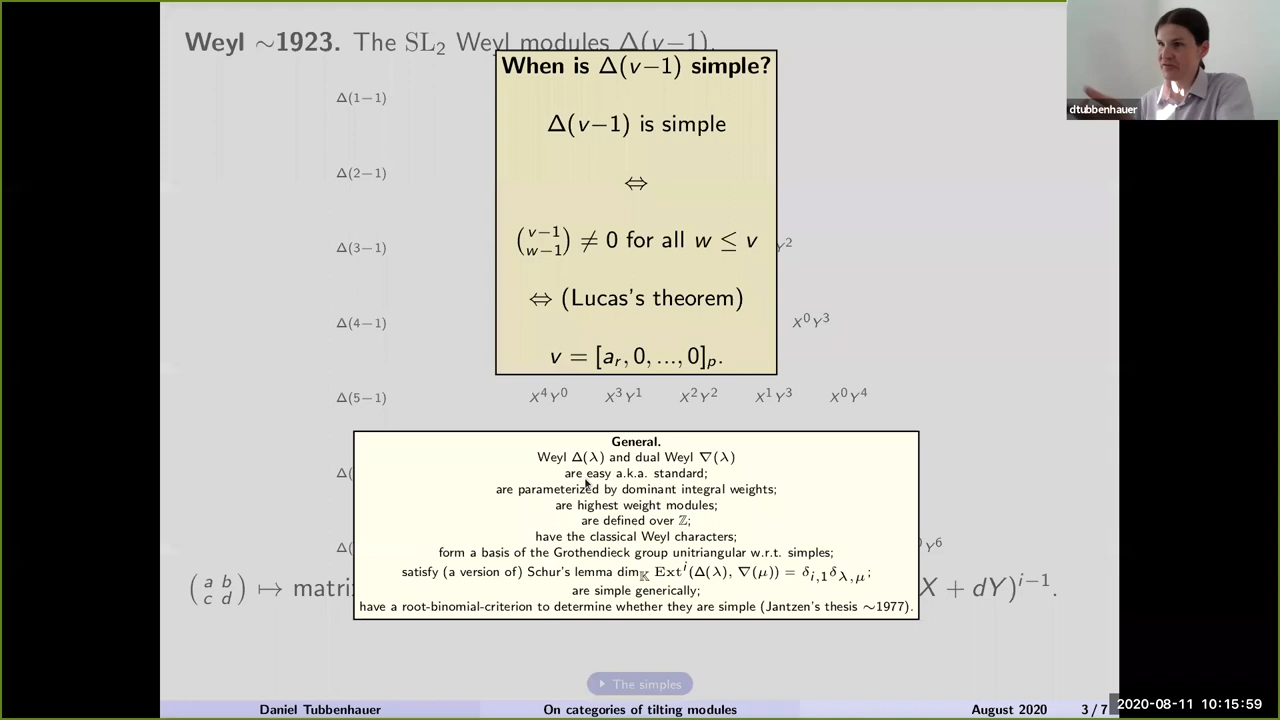 Weyl ∼1923. The SL₂ Weyl modules Δ(v−1).
dtubbenhauer
When is Δ(v−1) simple?
Δ(1−1)
Δ(v−1) is simple
Δ(2−1)
⇔
(v−1 w−1) ≠ 0 for all w ≤ v
Δ(3−1) Y²
⇔ (Lucas's theorem)
Δ(4−1) X⁰Y³
v = [aᵣ, 0, ..., 0]ₚ.
Δ(5−1) X⁴Y⁰ X³Y¹ X²Y² X¹Y³ X⁰Y⁴
General.
Weyl Δ(λ) and dual Weyl ∇(λ)
are easy a.k.a. standard;
are parameterized by dominant integral weights;
are highest weight modules;
are defined over ℤ;
have the classical Weyl characters;
form a basis of the Grothendieck group unitriangular w.r.t. simples;
satisfy (a version of) Schur's lemma dim_𝕂 Extⁱ(Δ(λ), ∇(μ)) = δ_{i,1}δ_{λ,μ};
are simple generically;
have a root-binomial-criterion to determine whether they are simple (Jantzen's thesis ∼1977).
Δ(
Δ( Y⁶
(a b c d) ↦ matri X + dY)ⁱ⁻¹.
The simples
Daniel Tubbenhauer On categories of tilting modules August 2020 3 / 7
2020-08-11 10:15:59